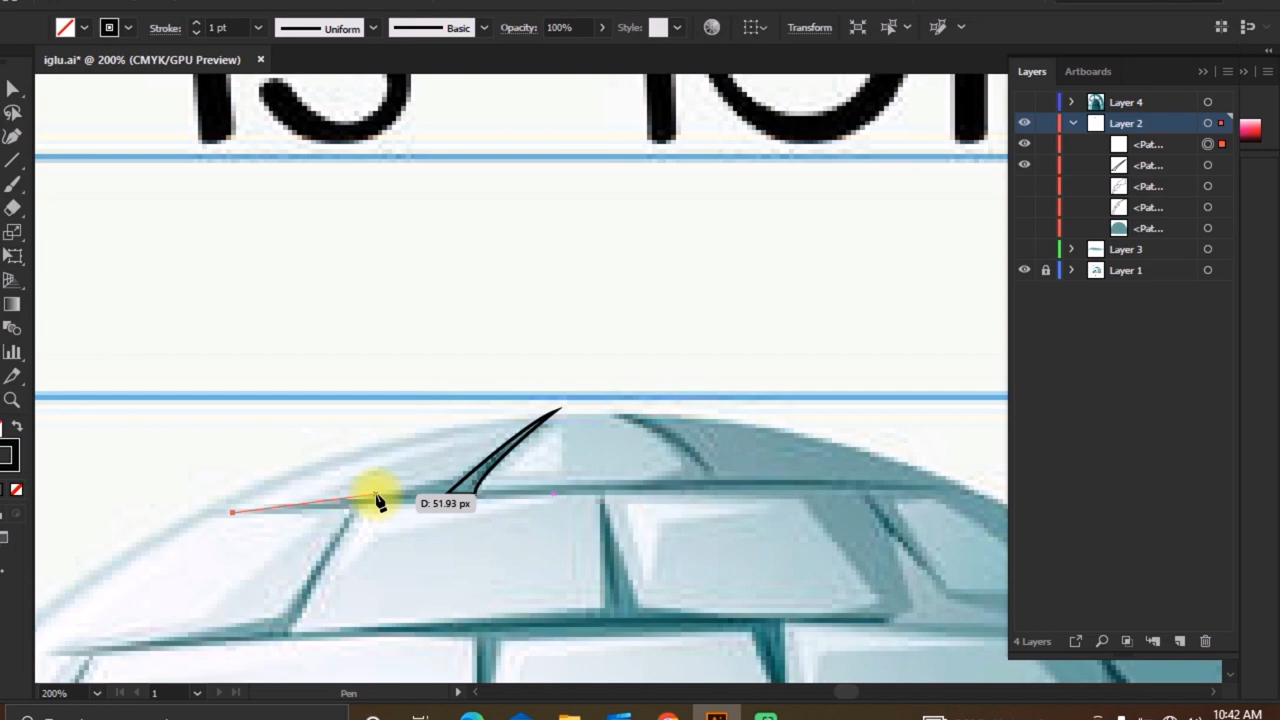 Stroke: 1 pt Uniform Basic Opacity: 100% Style: Transform
iglu.ai* @ 200% (CMYK/GPU Preview)
Layers Artboards
Layer 4
Layer 2
<Pat...
<Pat...
<Pat...
<Pat...
<Pat...
Layer 3
Layer 1
D: 51.93 px
4 Layers
200% 1 Pen
10:42 AM